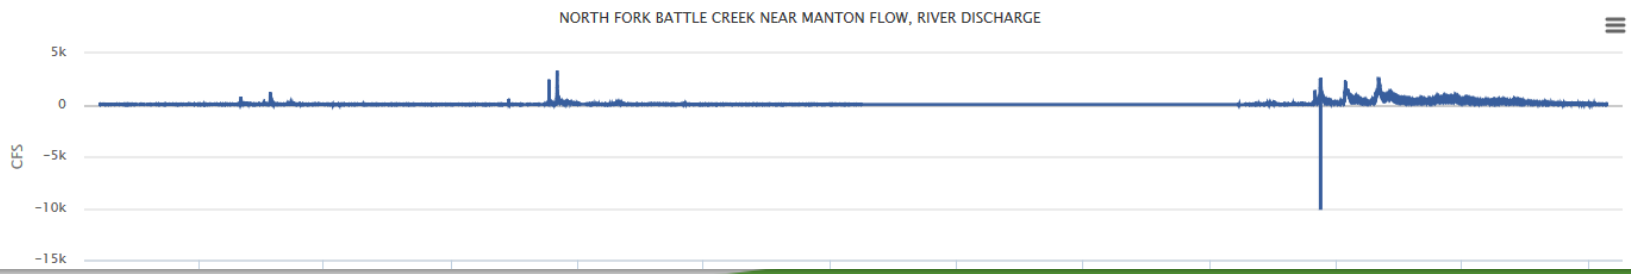 NORTH FORK BATTLE CREEK NEAR MANTON FLOW, RIVER DISCHARGE
5k
0
CFS
−5k
−10k
−15k